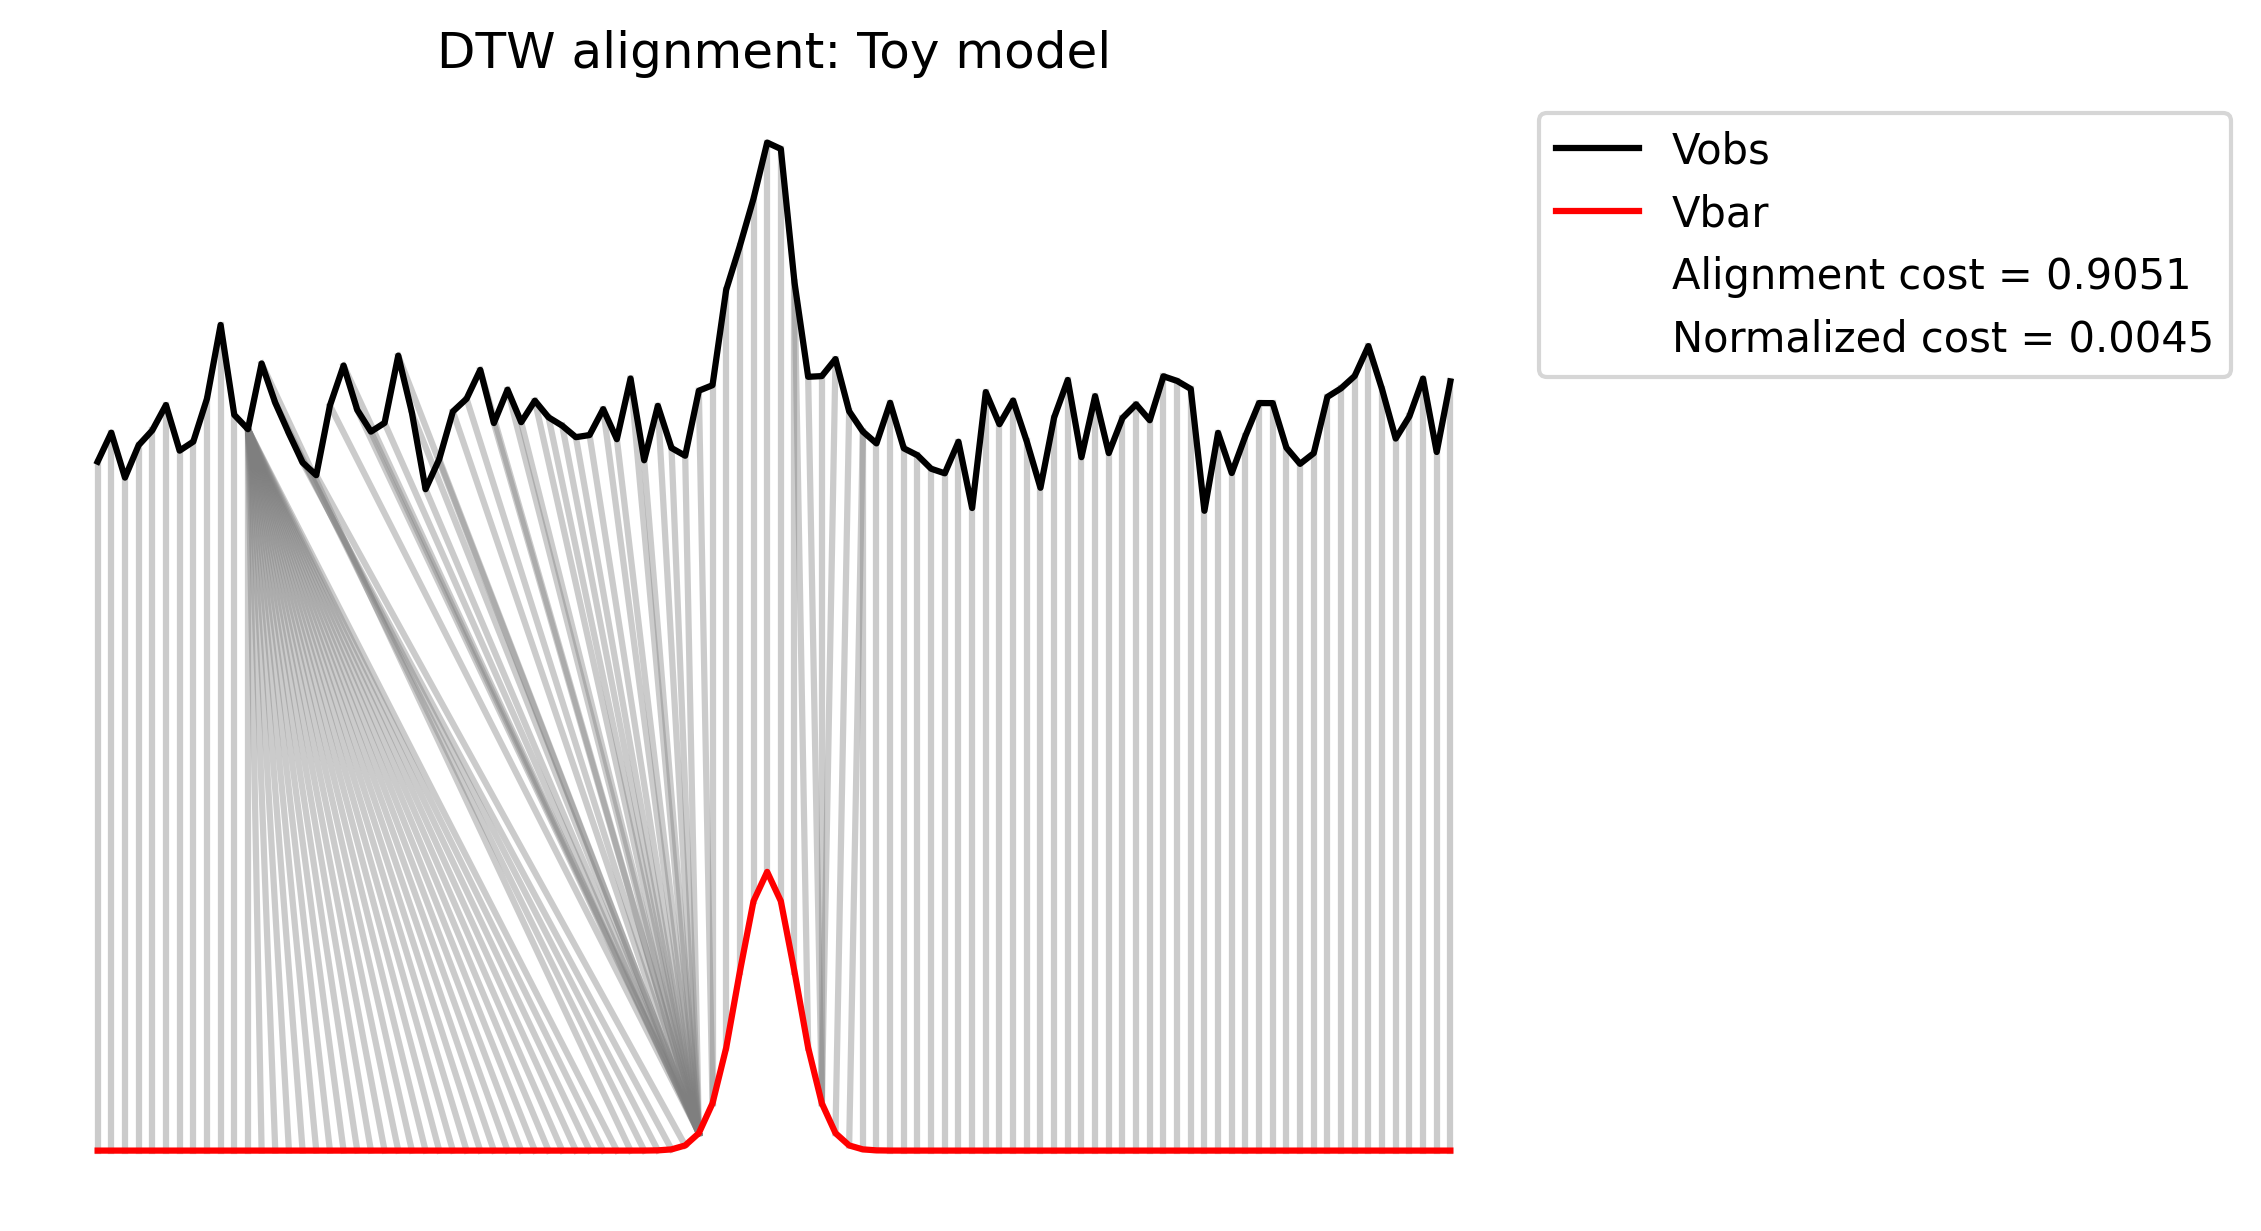 DTW alignment: Toy model
Vobs
Vbar
Alignment cost = 0.9051
Normalized cost = 0.0045